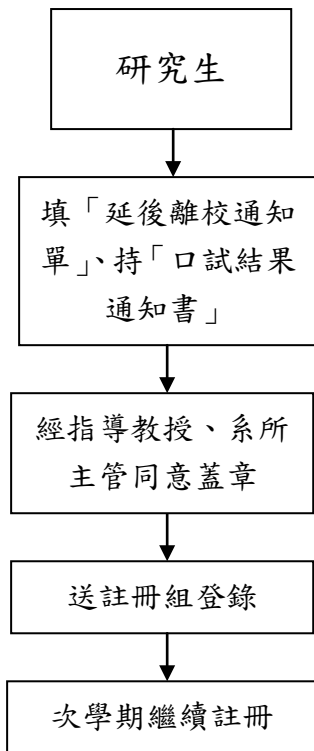 研究生
填「延後離校通知
單」、持「口試結果
通知書」
經指導教授、系所
主管同意蓋章
送註冊組登錄
次學期繼續註冊